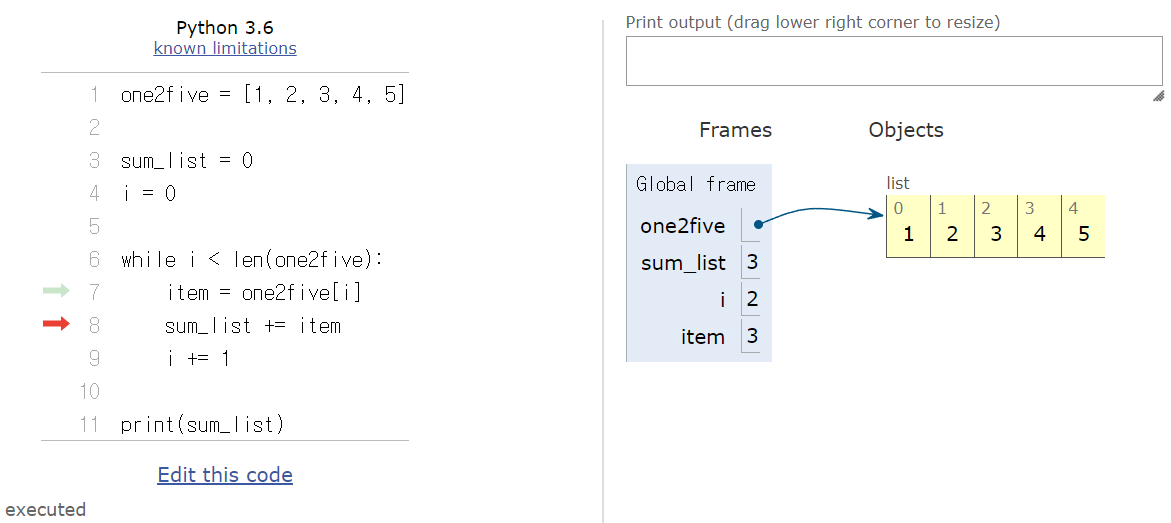 Python 3.6
known limitations
1 one2five = [1, 2, 3, 4, 5]
2
3 sum_list = 0
4 i = 0
5
6 while i < len(one2five):
7     item = one2five[i]
8     sum_list += item
9     i += 1
10
11 print(sum_list)
Edit this code
executed
Print output (drag lower right corner to resize)
Frames Objects
Global frame
one2five
sum_list 3
i 2
item 3
list
0 1 2 3 4
1 2 3 4 5